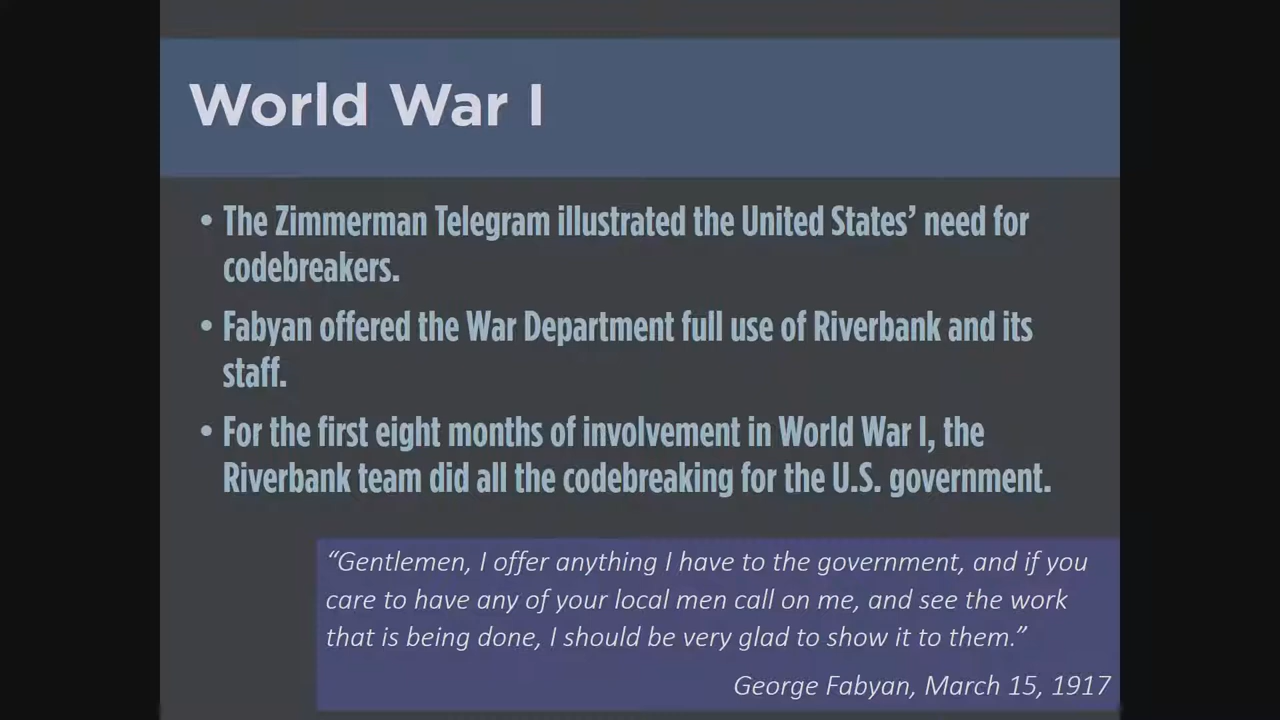 World War I
• The Zimmerman Telegram illustrated the United States’ need for
codebreakers.
• Fabyan offered the War Department full use of Riverbank and its
staff.
• For the first eight months of involvement in World War I, the
Riverbank team did all the codebreaking for the U.S. government.
“Gentlemen, I offer anything I have to the government, and if you
care to have any of your local men call on me, and see the work
that is being done, I should be very glad to show it to them.”
George Fabyan, March 15, 1917